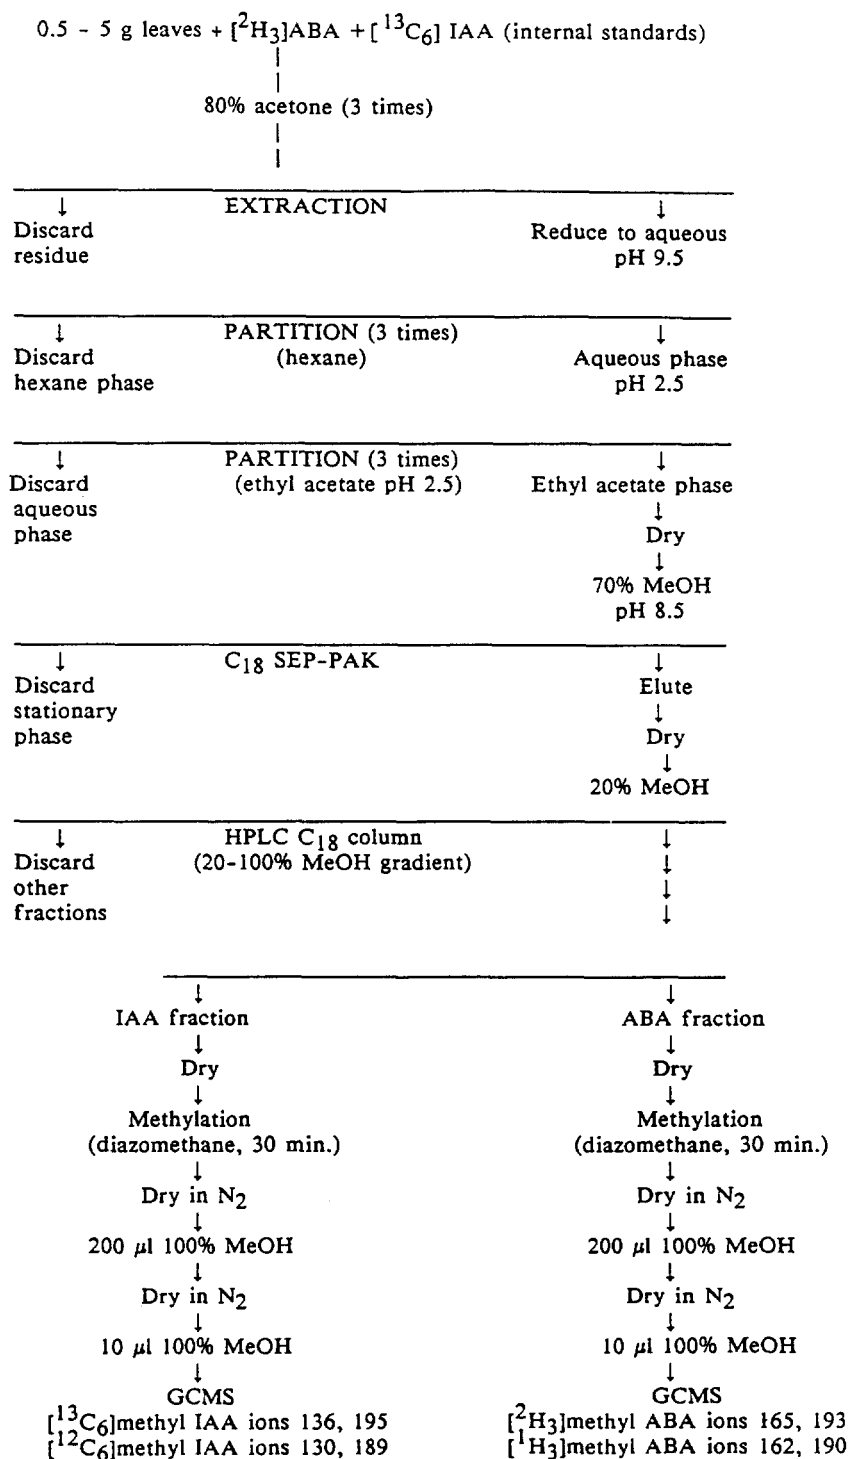 0.5 - 5 g leaves + [²H₃]ABA + [¹³C₆] IAA (internal standards)
80% acetone (3 times)
↓ EXTRACTION ↓
Discard Reduce to aqueous
residue pH 9.5
↓ PARTITION (3 times) ↓
Discard (hexane) Aqueous phase
hexane phase pH 2.5
↓ PARTITION (3 times) ↓
Discard (ethyl acetate pH 2.5) Ethyl acetate phase
aqueous ↓
phase Dry
↓
70% MeOH
pH 8.5
↓ C₁₈ SEP-PAK ↓
Discard Elute
stationary ↓
phase Dry
↓
20% MeOH
↓ HPLC C₁₈ column ↓
Discard (20-100% MeOH gradient) ↓
other ↓
fractions ↓
↓ ↓
IAA fraction ABA fraction
↓ ↓
Dry Dry
↓ ↓
Methylation Methylation
(diazomethane, 30 min.) (diazomethane, 30 min.)
↓ ↓
Dry in N₂ Dry in N₂
↓ ↓
200 µl 100% MeOH 200 µl 100% MeOH
↓ ↓
Dry in N₂ Dry in N₂
↓ ↓
10 µl 100% MeOH 10 µl 100% MeOH
↓ ↓
GCMS GCMS
[¹³C₆]methyl IAA ions 136, 195 [²H₃]methyl ABA ions 165, 193
[¹²C₆]methyl IAA ions 130, 189 [¹H₃]methyl ABA ions 162, 190